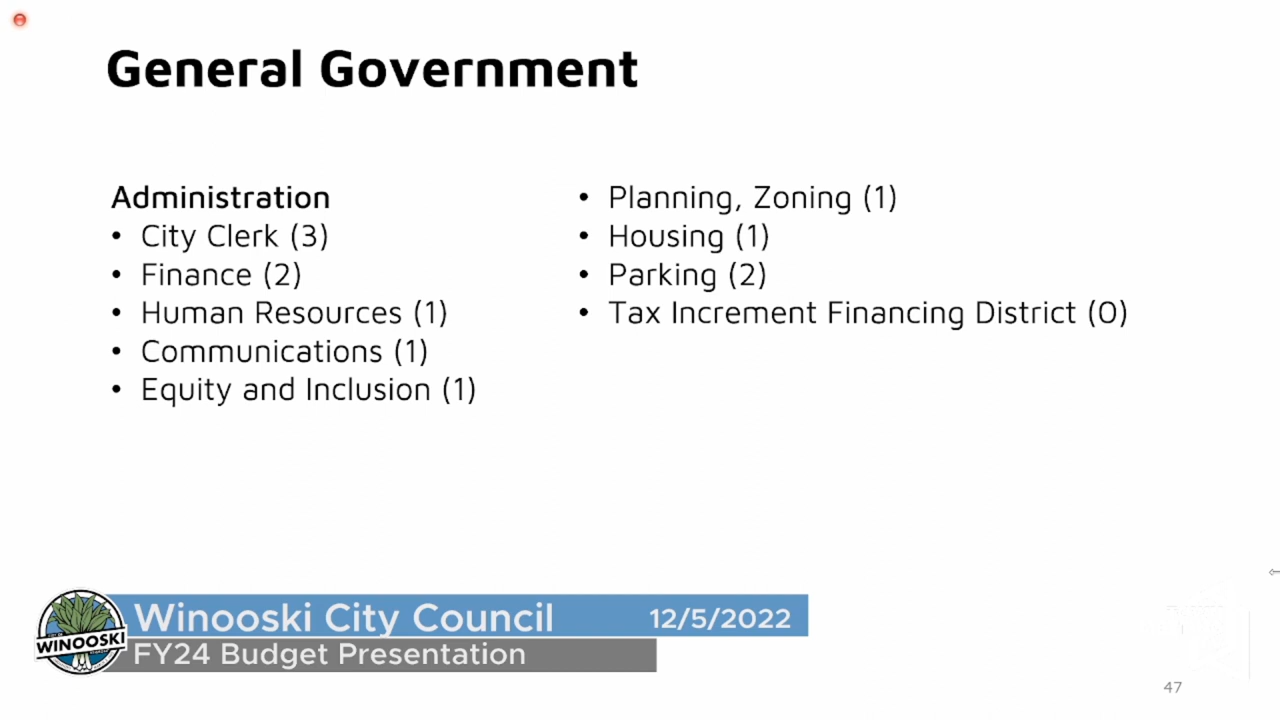 General Government
Administration
• City Clerk (3)
• Finance (2)
• Human Resources (1)
• Communications (1)
• Equity and Inclusion (1)
• Planning, Zoning (1)
• Housing (1)
• Parking (2)
• Tax Increment Financing District (0)
WINOOSKI
Winooski City Council
12/5/2022
FY24 Budget Presentation
47